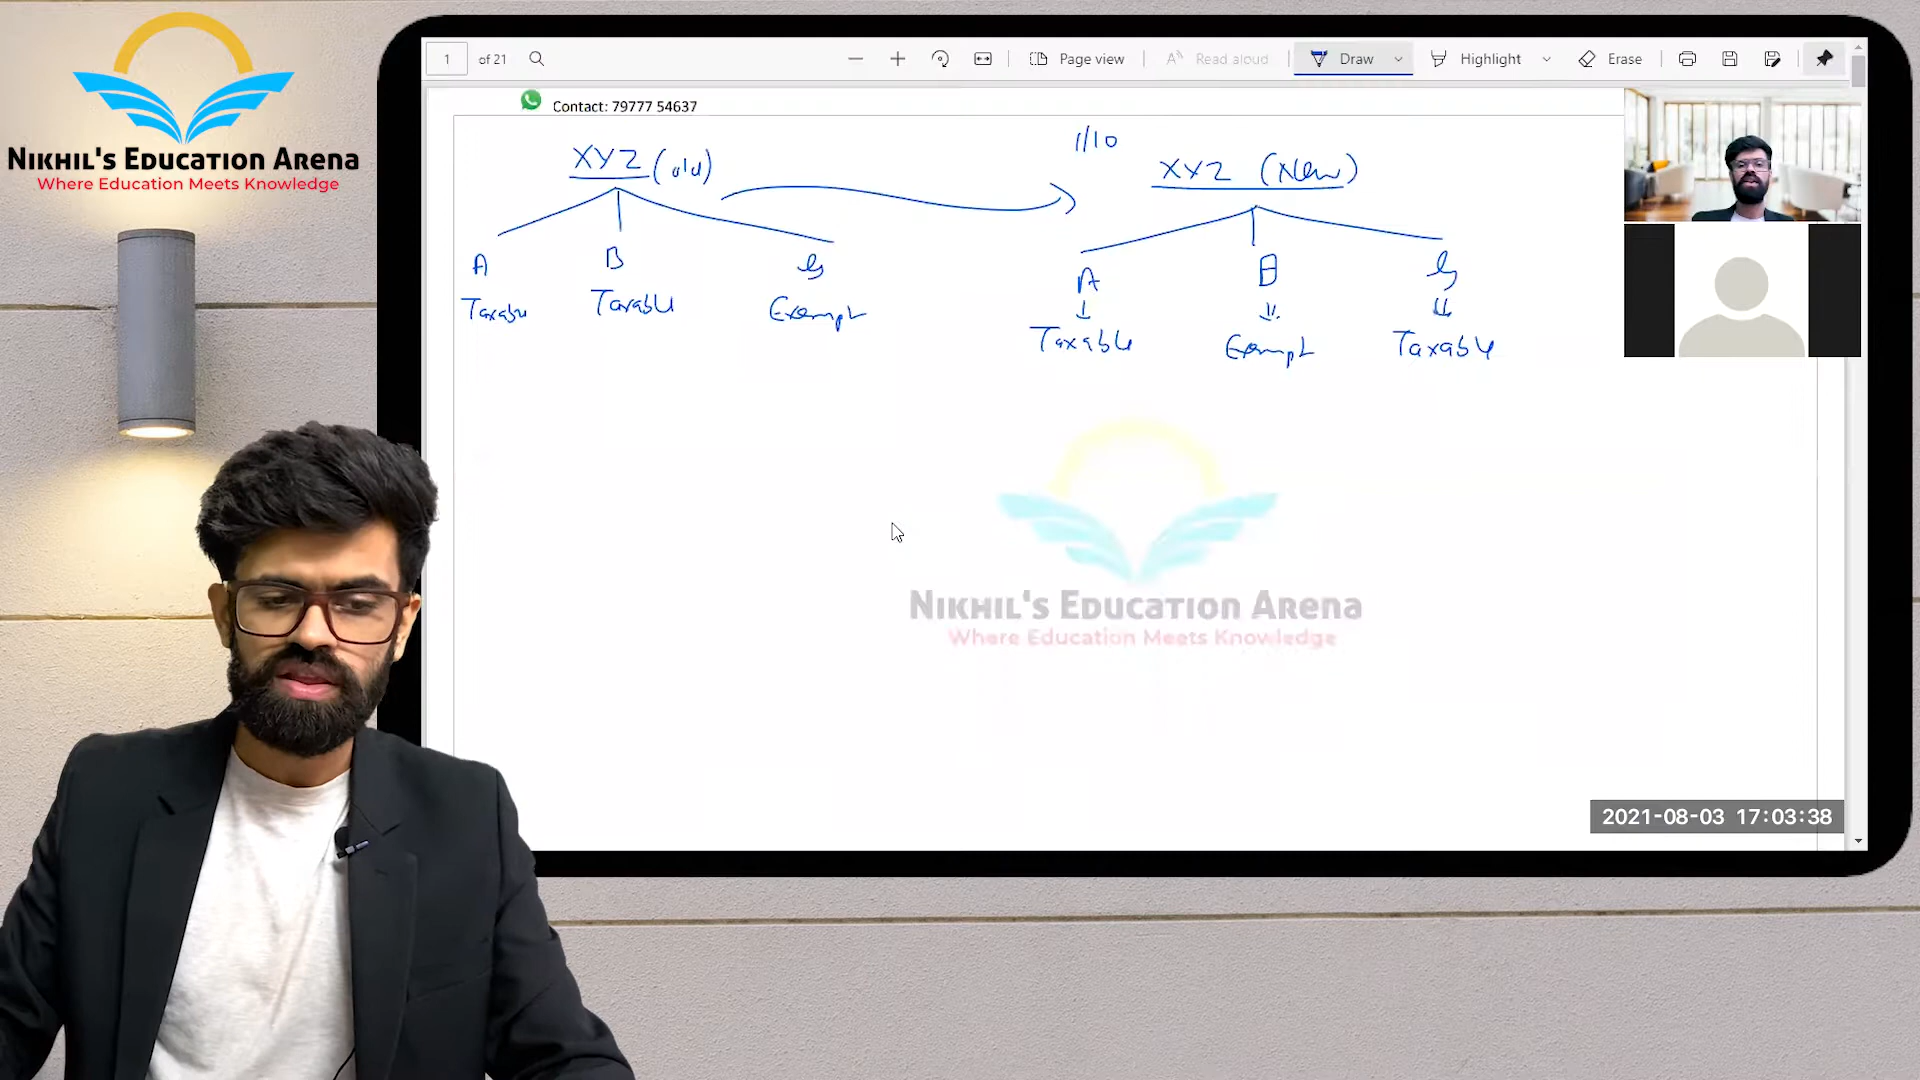 NIKHIL'S EDUCATION ARENA
Where Education Meets Knowledge
1 of 21
Page view
Read aloud
Draw
Highlight
Erase
Contact: 79777 54637
1/10
XYZ (old)
XYZ (New)
A
B
Taxable
Exempt
A
B
Taxable
Exempt
Taxable
NIKHIL'S EDUCATION ARENA
Where Education Meets Knowledge
2021-08-03 17:03:38